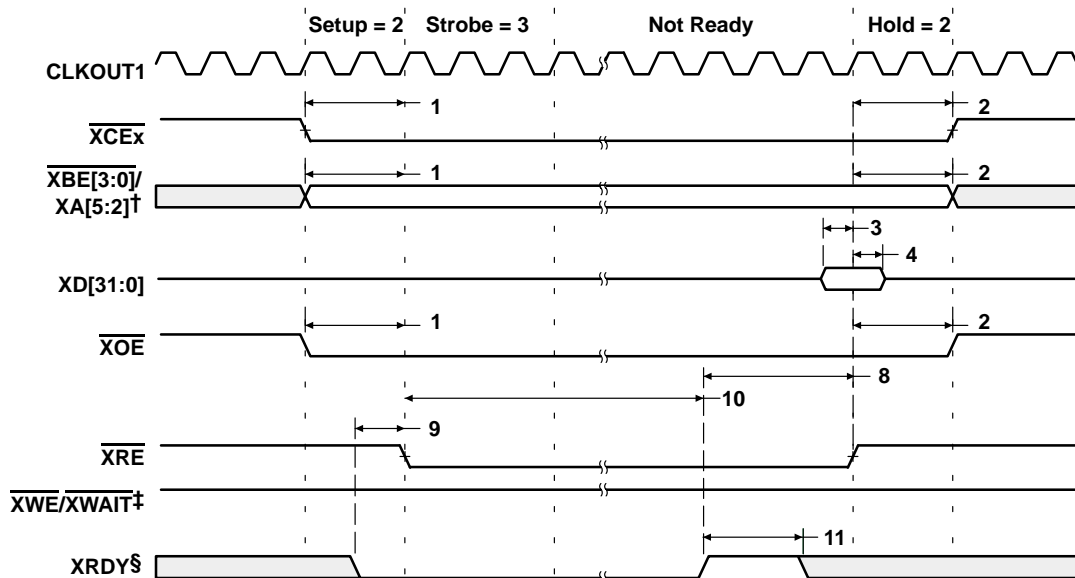 Setup = 2 Strobe = 3 Not Ready Hold = 2
CLKOUT1
1 2
XCEx
1 2
XBE[3:0]/
XA[5:2]†
3
4
XD[31:0]
1 2
XOE
8
10
9
XRE
XWE/XWAIT‡
11
XRDY§